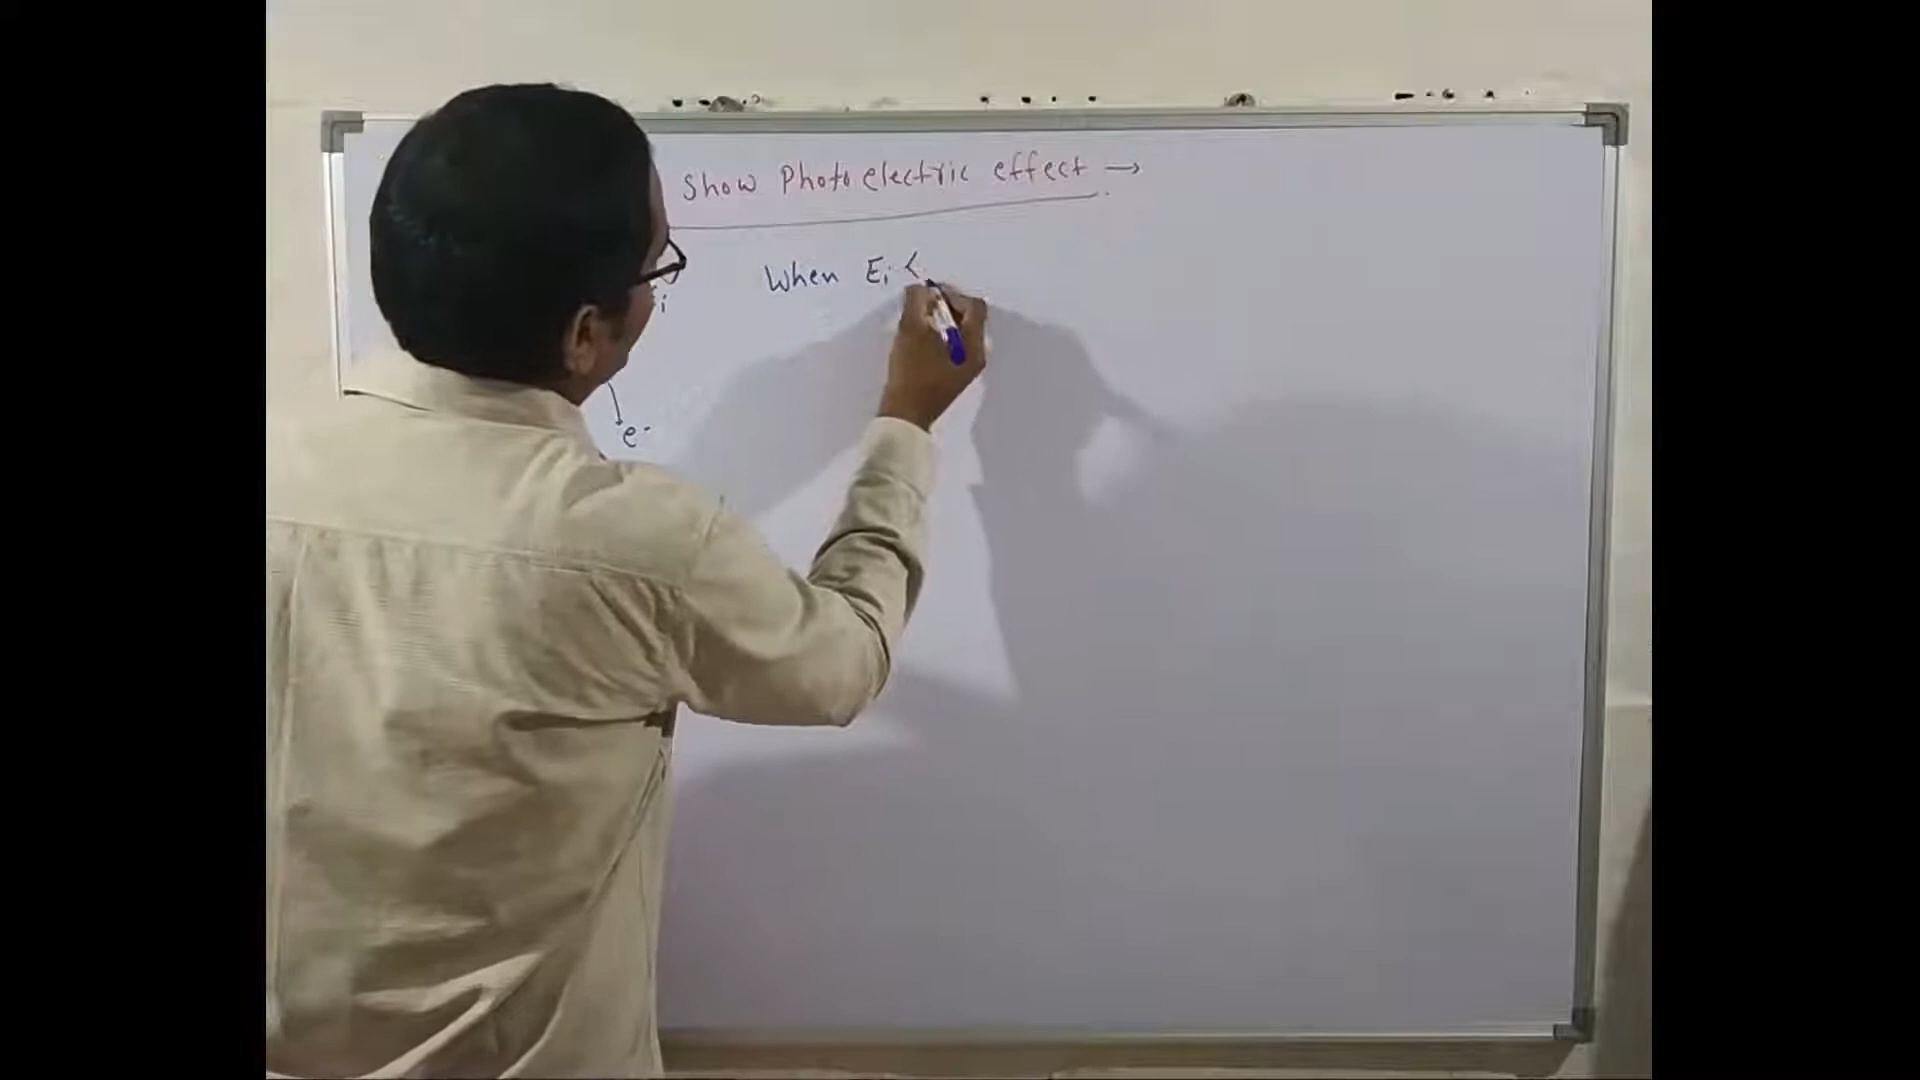 Show Photoelectric effect →
When Ei <
i
e-